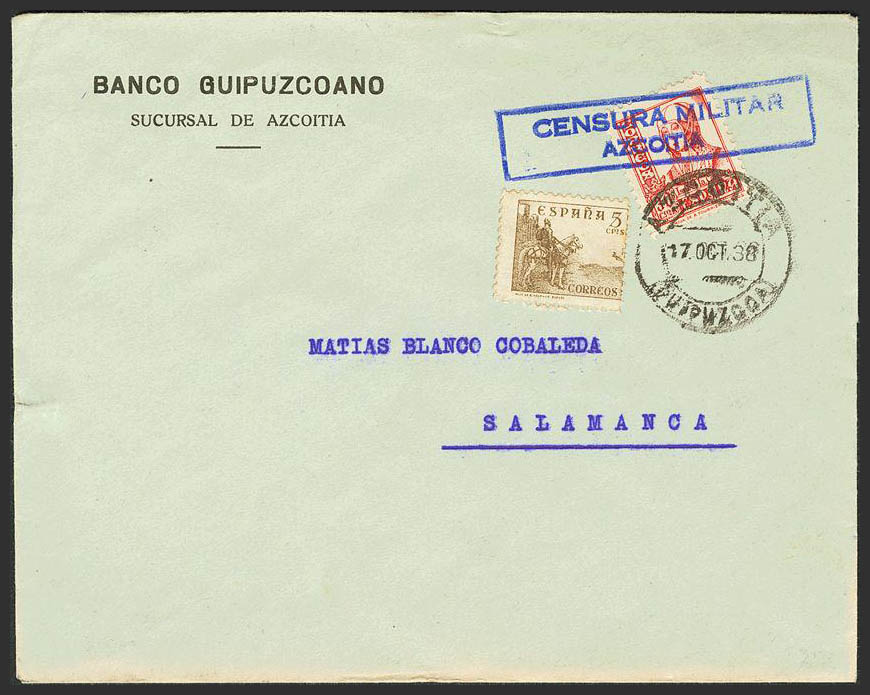 BANCO GUIPUZCOANO
SUCURSAL DE AZCOITIA
CENSURA MILITAR
AZCOITIA
ESPAÑA 5
CTS.
CORREOS
AZCOITIA
17.OCT.38
(GUIPUZCOA)
MATIAS BLANCO COBALEDA
SALAMANCA